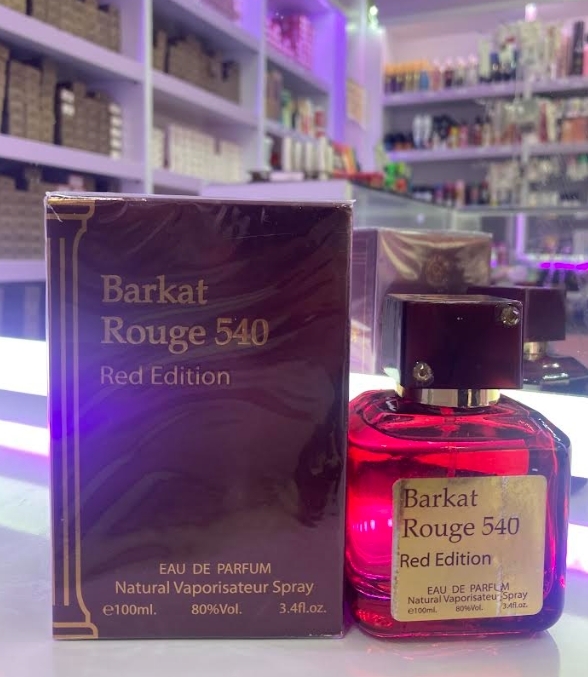 Barkat
Rouge 540
Red Edition
EAU DE PARFUM
Natural Vaporisateur Spray
℮100ml. 80%Vol. 3.4fl.oz.
Barkat
Rouge 540
Red Edition
EAU DE PARFUM
Natural Vaporisateur Spray
℮100ml. 80%Vol. 3.4fl.oz.